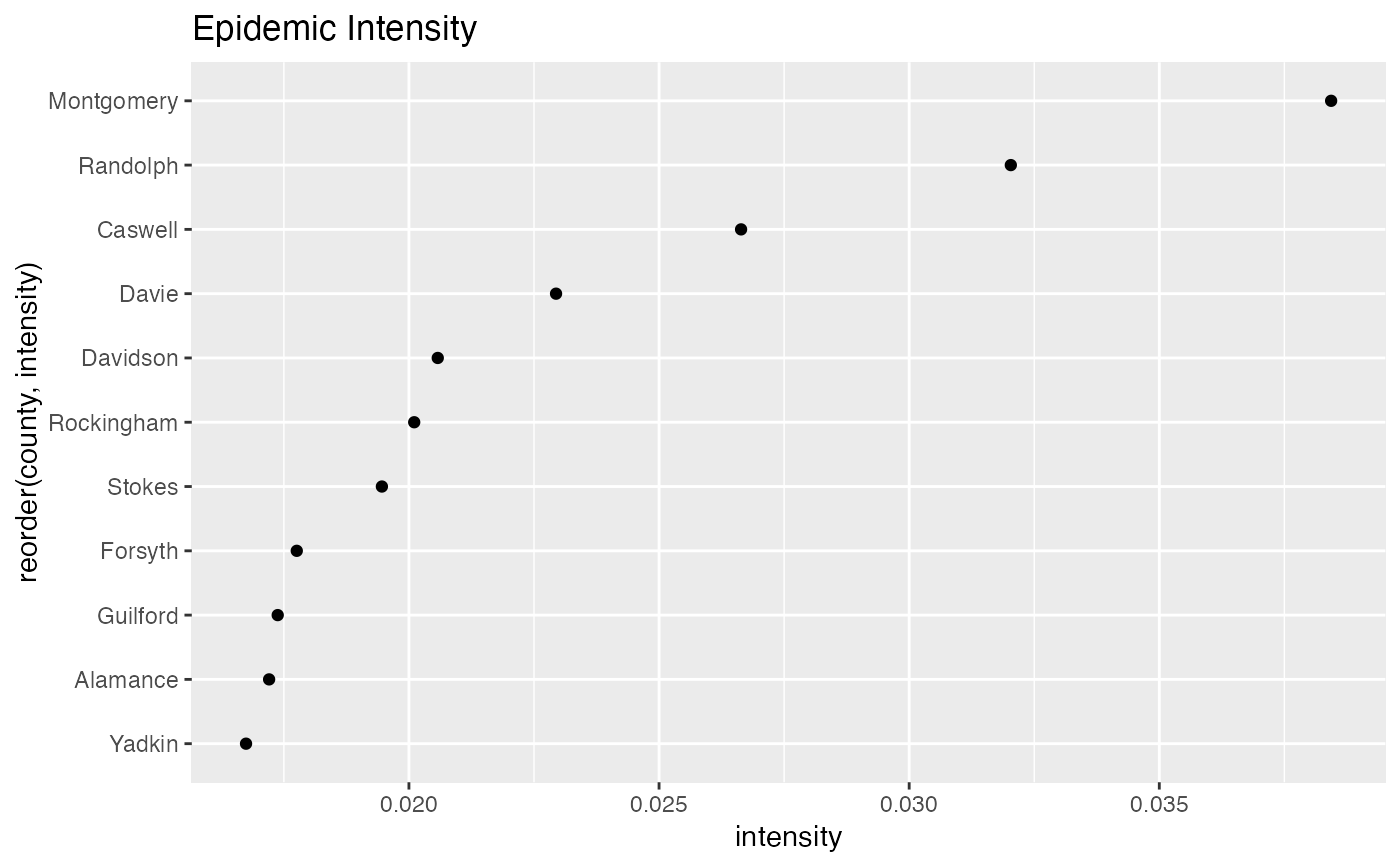 Epidemic Intensity
reorder(county, intensity)
Montgomery
Randolph
Caswell
Davie
Davidson
Rockingham
Stokes
Forsyth
Guilford
Alamance
Yadkin
0.020 0.025 0.030 0.035
intensity